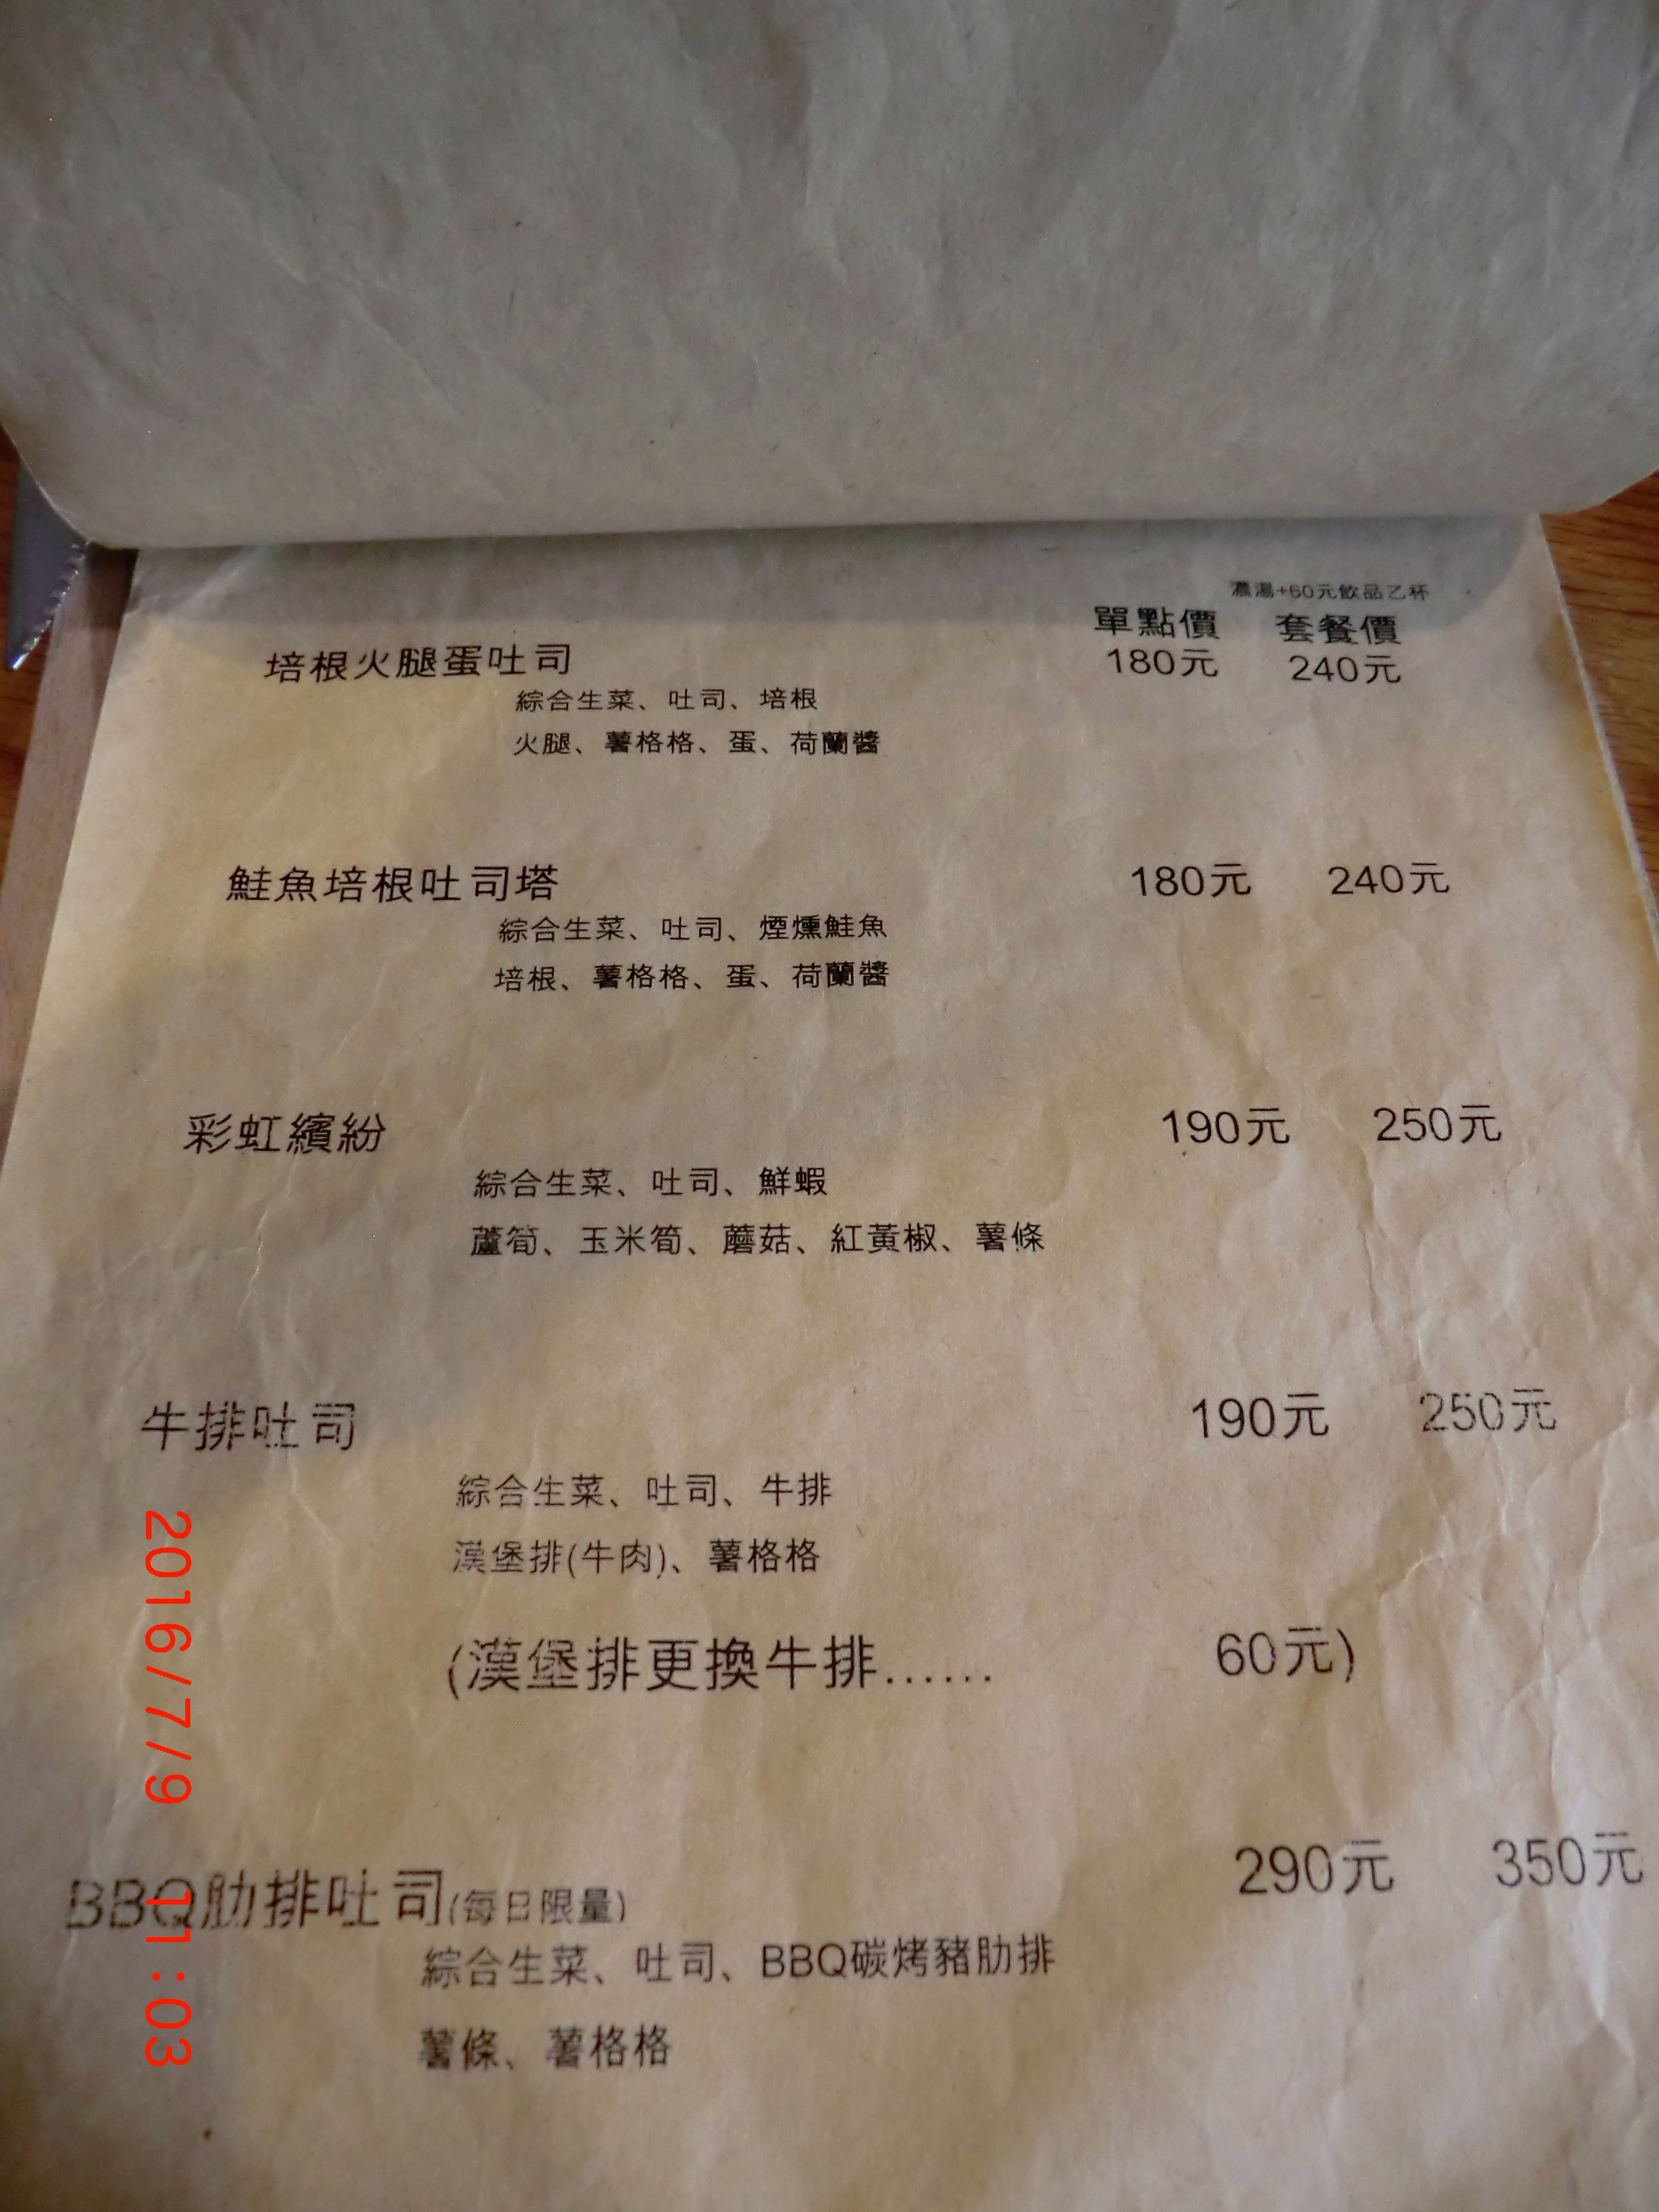 濃湯+60元飲品乙杯
單點價 套餐價
培根火腿蛋吐司 180元 240元
綜合生菜、吐司、培根
火腿、薯格格、蛋、荷蘭醬
鮭魚培根吐司塔 180元 240元
綜合生菜、吐司、煙燻鮭魚
培根、薯格格、蛋、荷蘭醬
彩虹繽紛 190元 250元
綜合生菜、吐司、鮮蝦
蘆筍、玉米筍、蘑菇、紅黃椒、薯條
牛排吐司 190元 250元
綜合生菜、吐司、牛排
漢堡排(牛肉)、薯格格
(漢堡排更換牛排...... 60元)
BBQ肋排吐司(每日限量) 290元 350元
綜合生菜、吐司、BBQ碳烤豬肋排
薯條、薯格格
2016/7/9 11:03